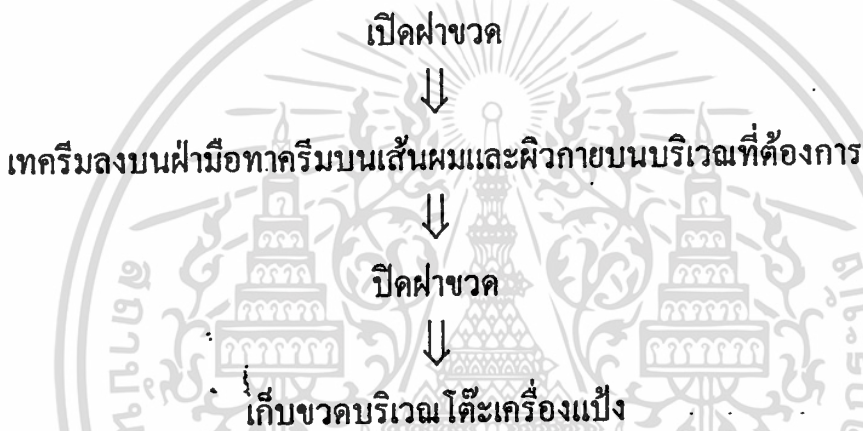 เปิดฝาขวด
⇓
เทครีมลงบนฝ่ามือทาครีมบนเส้นผมและผิวกายบนบริเวณที่ต้องการ
⇓
ปิดฝาขวด
⇓
เก็บขวดบริเวณโต๊ะเครื่องแป้ง